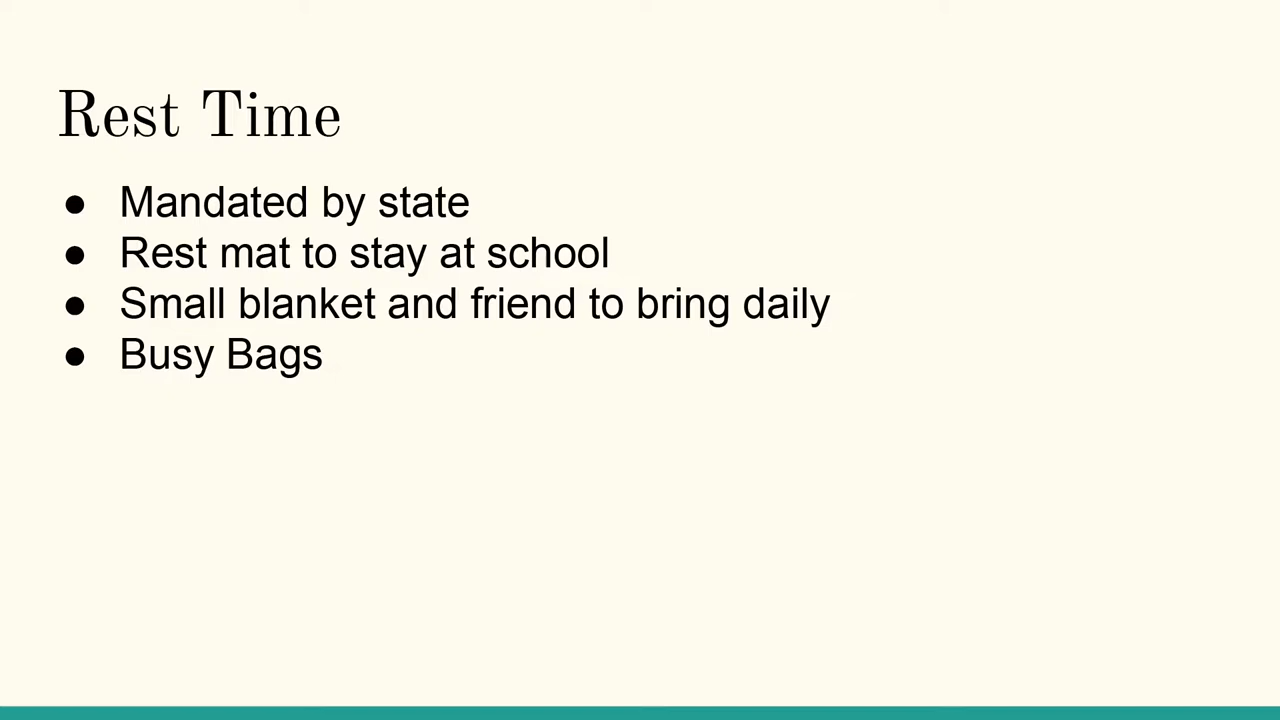 Rest Time
● Mandated by state
● Rest mat to stay at school
● Small blanket and friend to bring daily
● Busy Bags